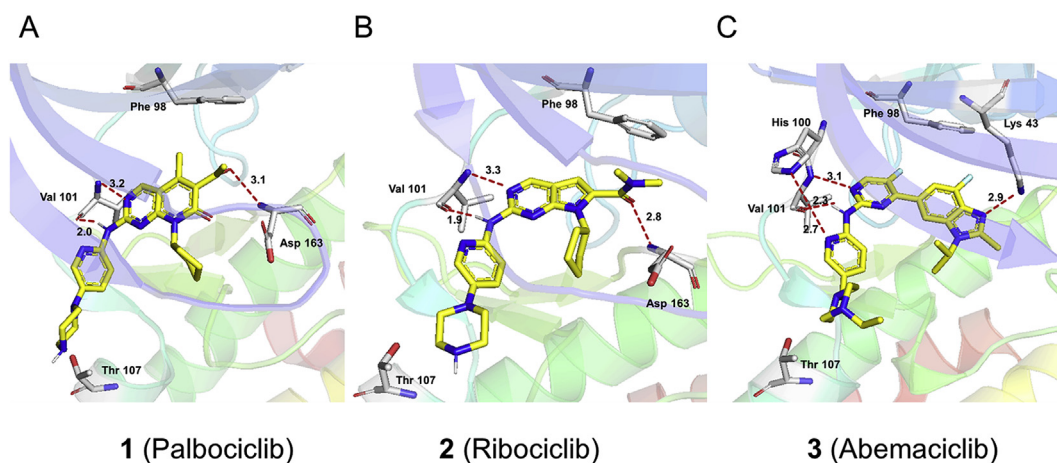 A
B
C
Phe 98
3.2
3.1
Val 101
2.0
Asp 163
Thr 107
1 (Palbociclib)
Phe 98
3.3
Val 101
1.9
2.8
Asp 163
Thr 107
2 (Ribociclib)
Phe 98
Lys 43
His 100
3.1
2.9
Val 101
2.3
2.7
Thr 107
3 (Abemaciclib)